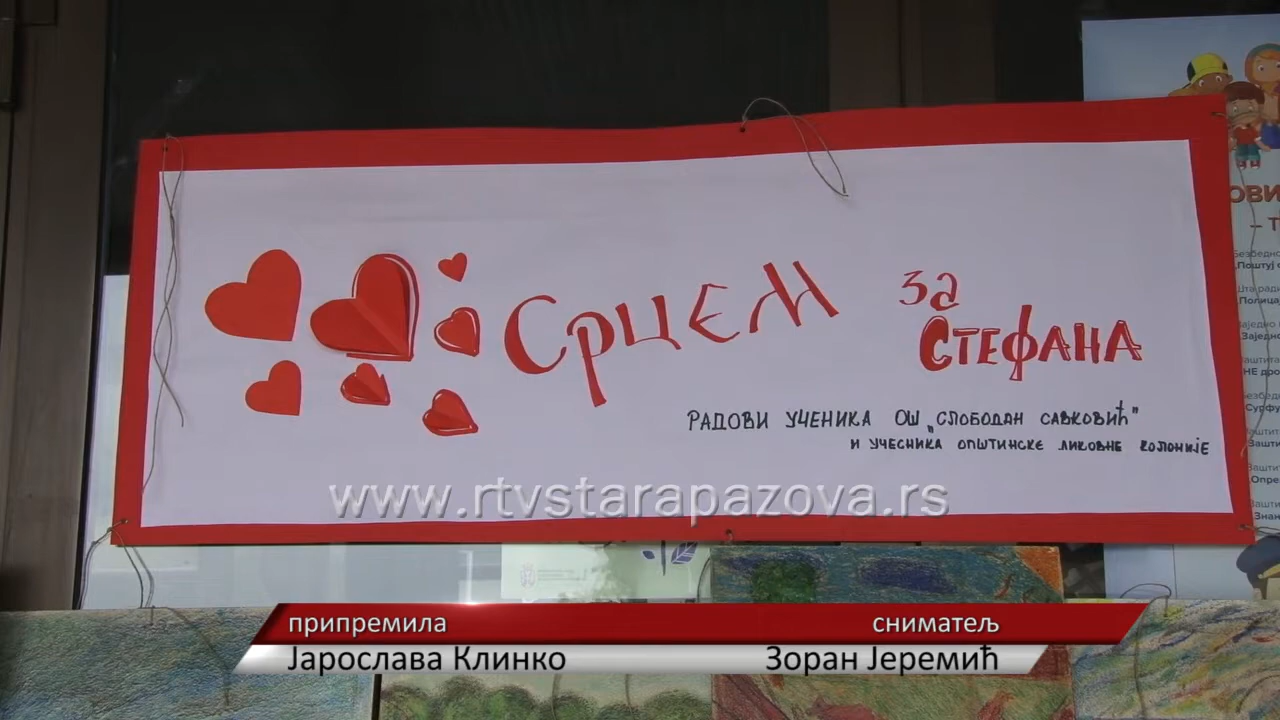 Срцем
за
Стефана
РАДОВИ УЧЕНИКА ОШ „СЛОБОДАН САВКОВИЋ"
И УЧЕСНИКА ОПШТИНСКЕ ЛИКОВНЕ КОЛОНИЈЕ
www.rtvstarapazova.rs
припремила
сниматељ
Јарослава Клинко
Зоран Јеремић